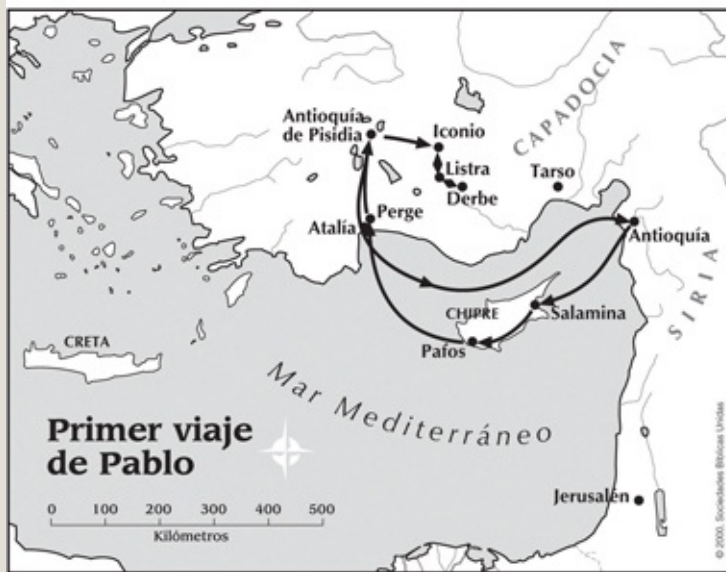 CAPADOCIA
Antioquía
de Pisidia
Iconio
Listra
Derbe
Tarso
Perge
Atalía
Antioquía
SIRIA
CHIPRE
Salamina
Pafos
CRETA
Mar Mediterráneo
Primer viaje
de Pablo
0 100 200 300 400 500
Kilómetros
Jerusalén
© 2000, Sociedades Bíblicas Unidas